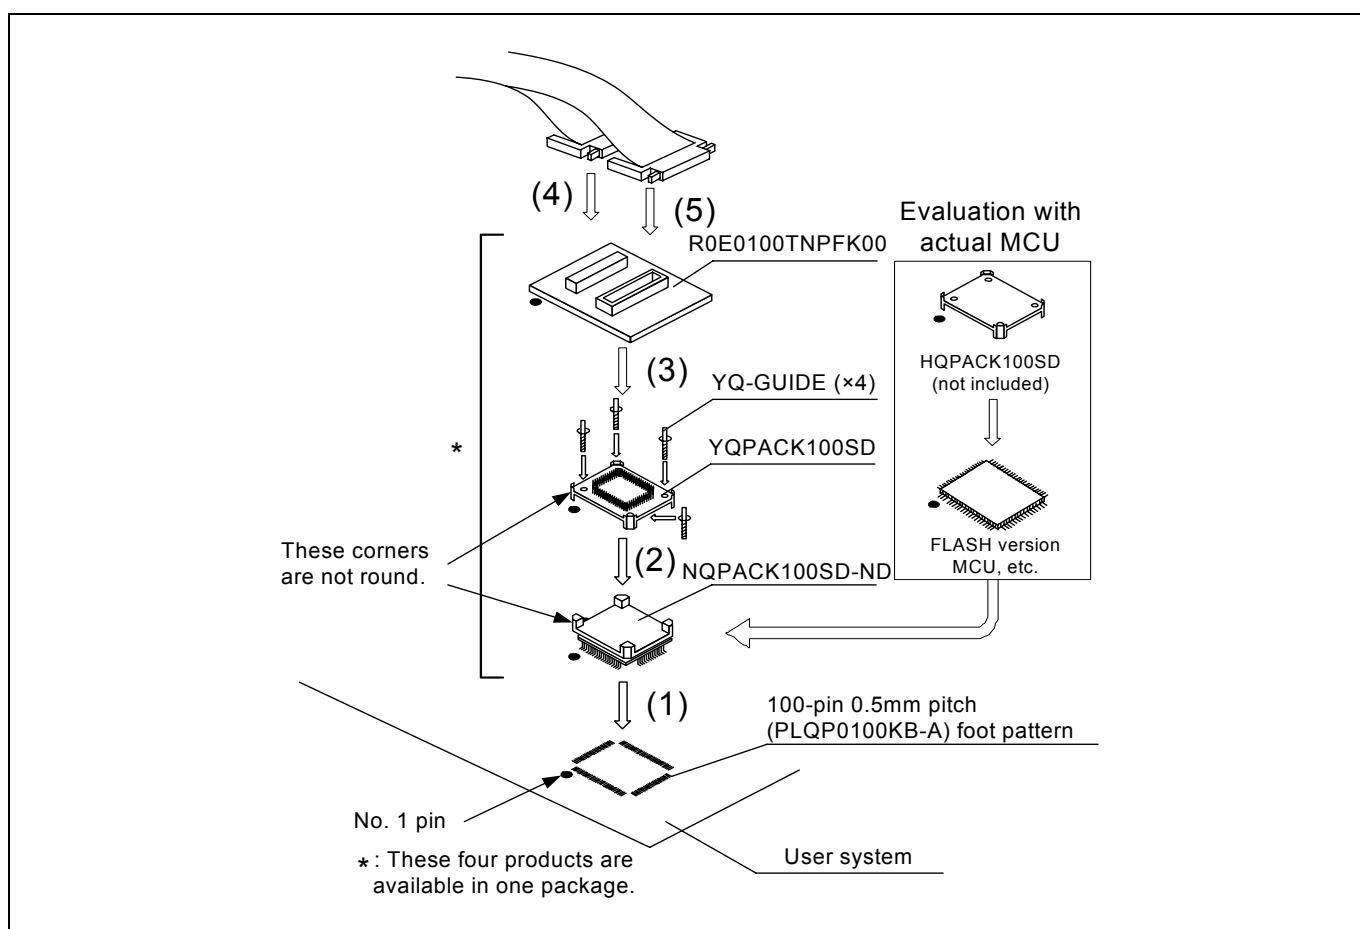 (4)
(5)
R0E0100TNPFK00
(3)
YQ-GUIDE (×4)
YQPACK100SD
*
These corners
are not round.
(2)
NQPACK100SD-ND
(1)
100-pin 0.5mm pitch
(PLQP0100KB-A) foot pattern
No. 1 pin
User system
* : These four products are
available in one package.
Evaluation with
actual MCU
HQPACK100SD
(not included)
FLASH version
MCU, etc.